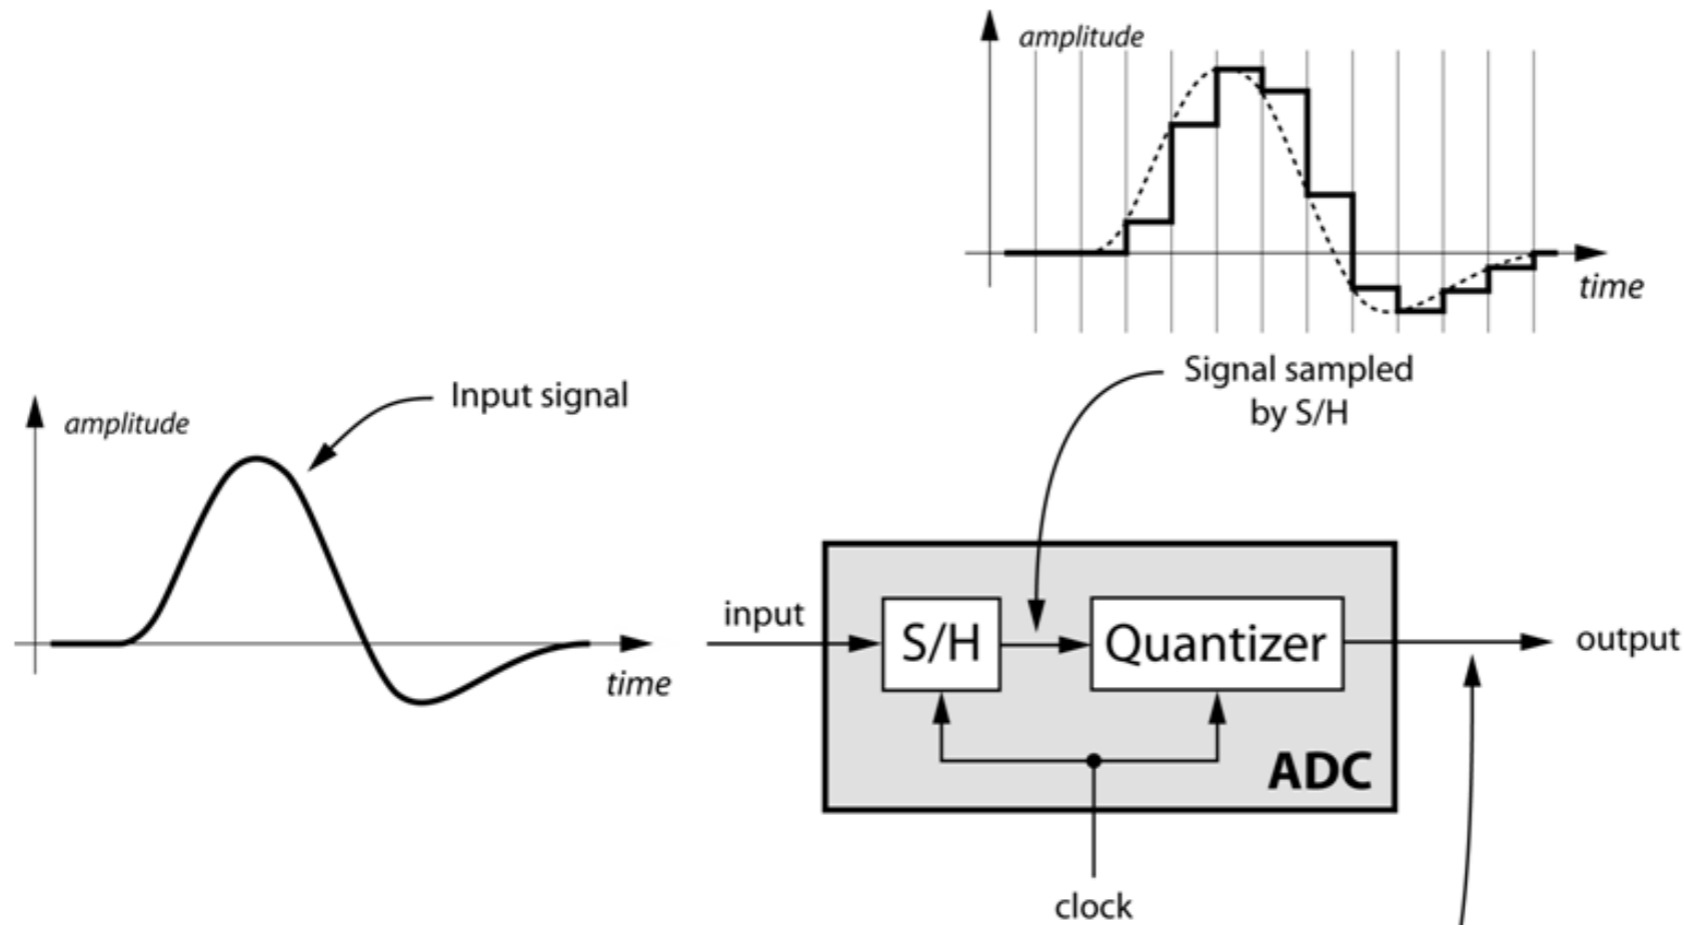 amplitude
time
Signal sampled
by S/H
Input signal
amplitude
time
input
S/H
Quantizer
output
ADC
clock